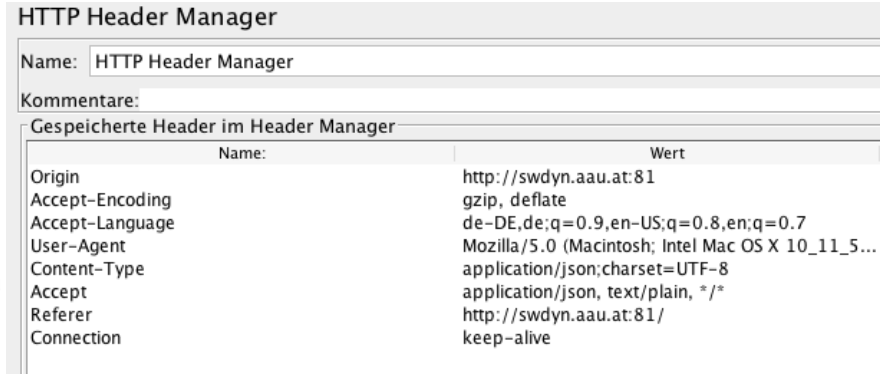 HTTP Header Manager
Name: HTTP Header Manager
Kommentare:
Gespeicherte Header im Header Manager
Name: Wert
Origin http://swdyn.aau.at:81
Accept-Encoding gzip, deflate
Accept-Language de-DE,de;q=0.9,en-US;q=0.8,en;q=0.7
User-Agent Mozilla/5.0 (Macintosh; Intel Mac OS X 10_11_5...
Content-Type application/json;charset=UTF-8
Accept application/json, text/plain, */*
Referer http://swdyn.aau.at:81/
Connection keep-alive